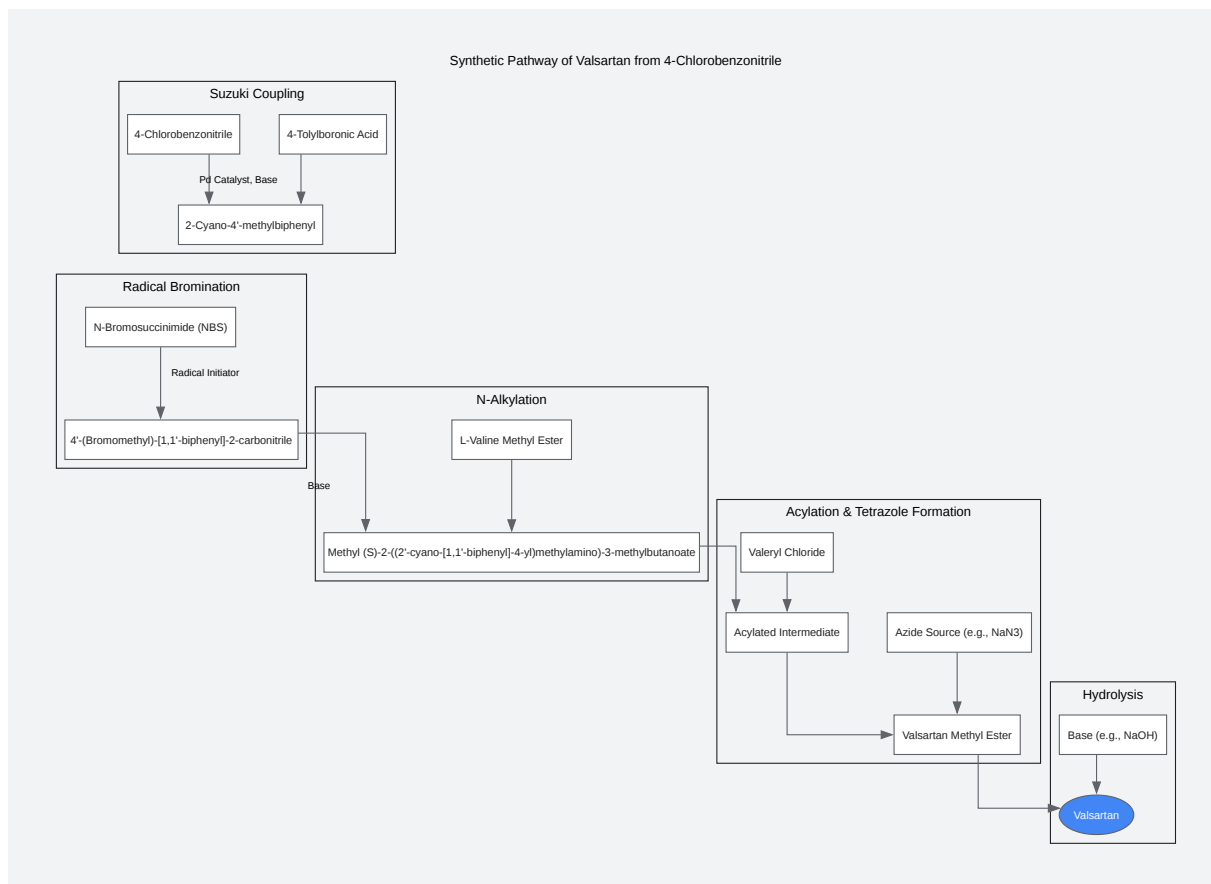 Synthetic Pathway of Valsartan from 4-Chlorobenzonitrile
Suzuki Coupling
4-Chlorobenzonitrile
4-Tolylboronic Acid
Pd Catalyst, Base
2-Cyano-4'-methylbiphenyl
Radical Bromination
N-Bromosuccinimide (NBS)
Radical Initiator
4'-(Bromomethyl)-[1,1'-biphenyl]-2-carbonitrile
N-Alkylation
L-Valine Methyl Ester
Base
Methyl (S)-2-((2'-cyano-[1,1'-biphenyl]-4-yl)methylamino)-3-methylbutanoate
Acylation & Tetrazole Formation
Valeryl Chloride
Acylated Intermediate
Azide Source (e.g., NaN3)
Valsartan Methyl Ester
Hydrolysis
Base (e.g., NaOH)
Valsartan